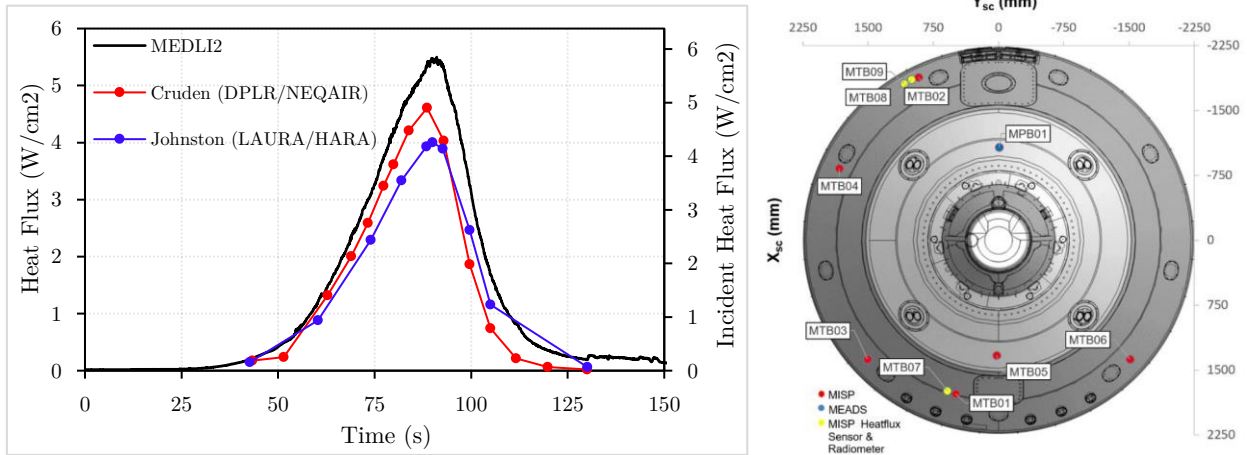 Heat Flux (W/cm2)
6
5
4
3
2
1
0
MEDLI2
Cruden (DPLR/NEQAIR)
Johnston (LAURA/HARA)
6
5
4
3
2
1
0
Incident Heat Flux (W/cm2)
0 25 50 75 100 125 150
Time (s)
Ysc (mm)
2250 1500 750 0 -750 -1500 -2250
-2250
-1500
-750
0
750
1500
2250
Xsc (mm)
MTB09
MTB08
MTB02
MPB01
MTB04
MTB03
MTB06
MTB07
MTB05
MTB01
MISP
MEADS
MISP Heatflux
Sensor &
Radiometer